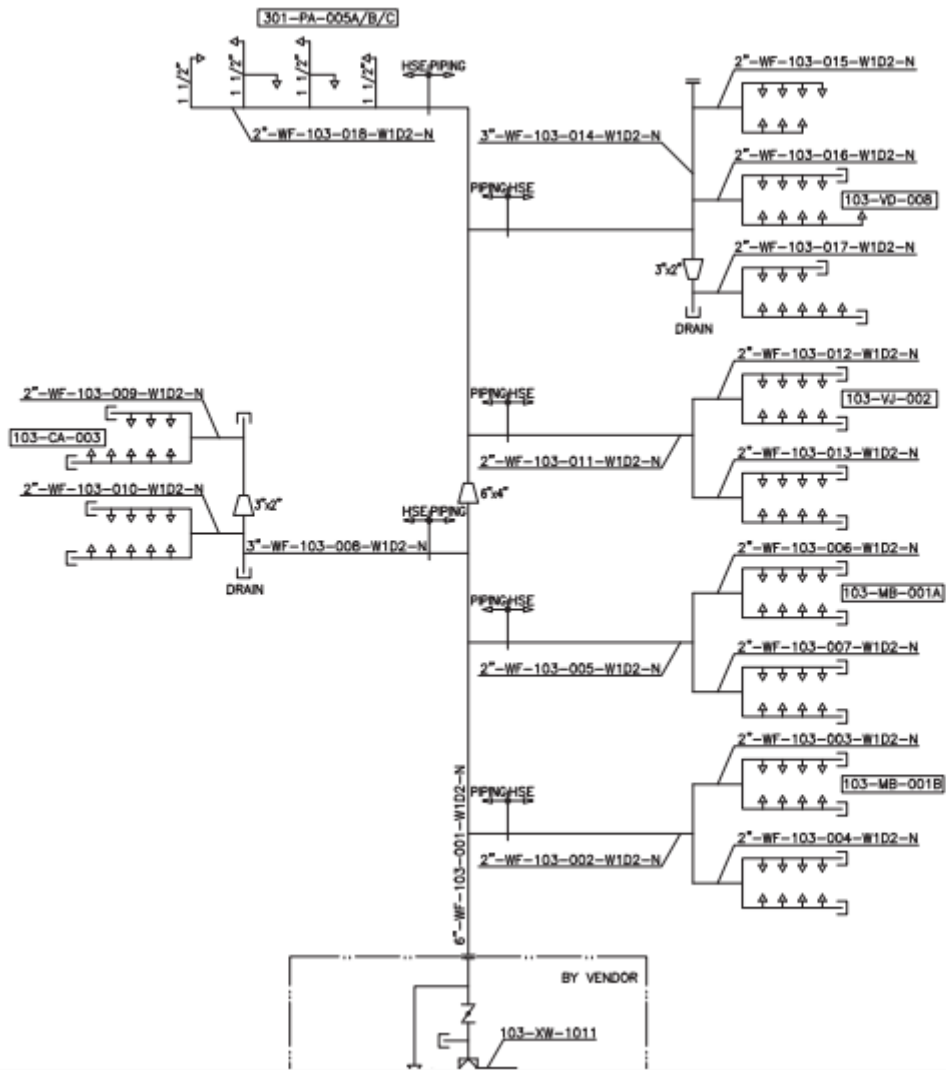 301-PA-005A/B/C
1 1/2"
1 1/2"
1 1/2"
1 1/2"
HSE PIPING
2"-WF-103-018-W1D2-N
2"-WF-103-015-W1D2-N
3"-WF-103-014-W1D2-N
2"-WF-103-016-W1D2-N
PIPING HSE
103-VD-008
2"-WF-103-017-W1D2-N
3"x2"
DRAIN
2"-WF-103-012-W1D2-N
2"-WF-103-009-W1D2-N
PIPING HSE
103-VJ-002
103-CA-003
2"-WF-103-011-W1D2-N
2"-WF-103-013-W1D2-N
2"-WF-103-010-W1D2-N
3"x2"
6"x4"
HSE PIPING
3"-WF-103-008-W1D2-N
2"-WF-103-006-W1D2-N
DRAIN
103-MB-001A
PIPING HSE
2"-WF-103-007-W1D2-N
2"-WF-103-005-W1D2-N
2"-WF-103-003-W1D2-N
6"-WF-103-001-W1D2-N
PIPING HSE
103-MB-001B
2"-WF-103-004-W1D2-N
2"-WF-103-002-W1D2-N
BY VENDOR
103-XW-1011